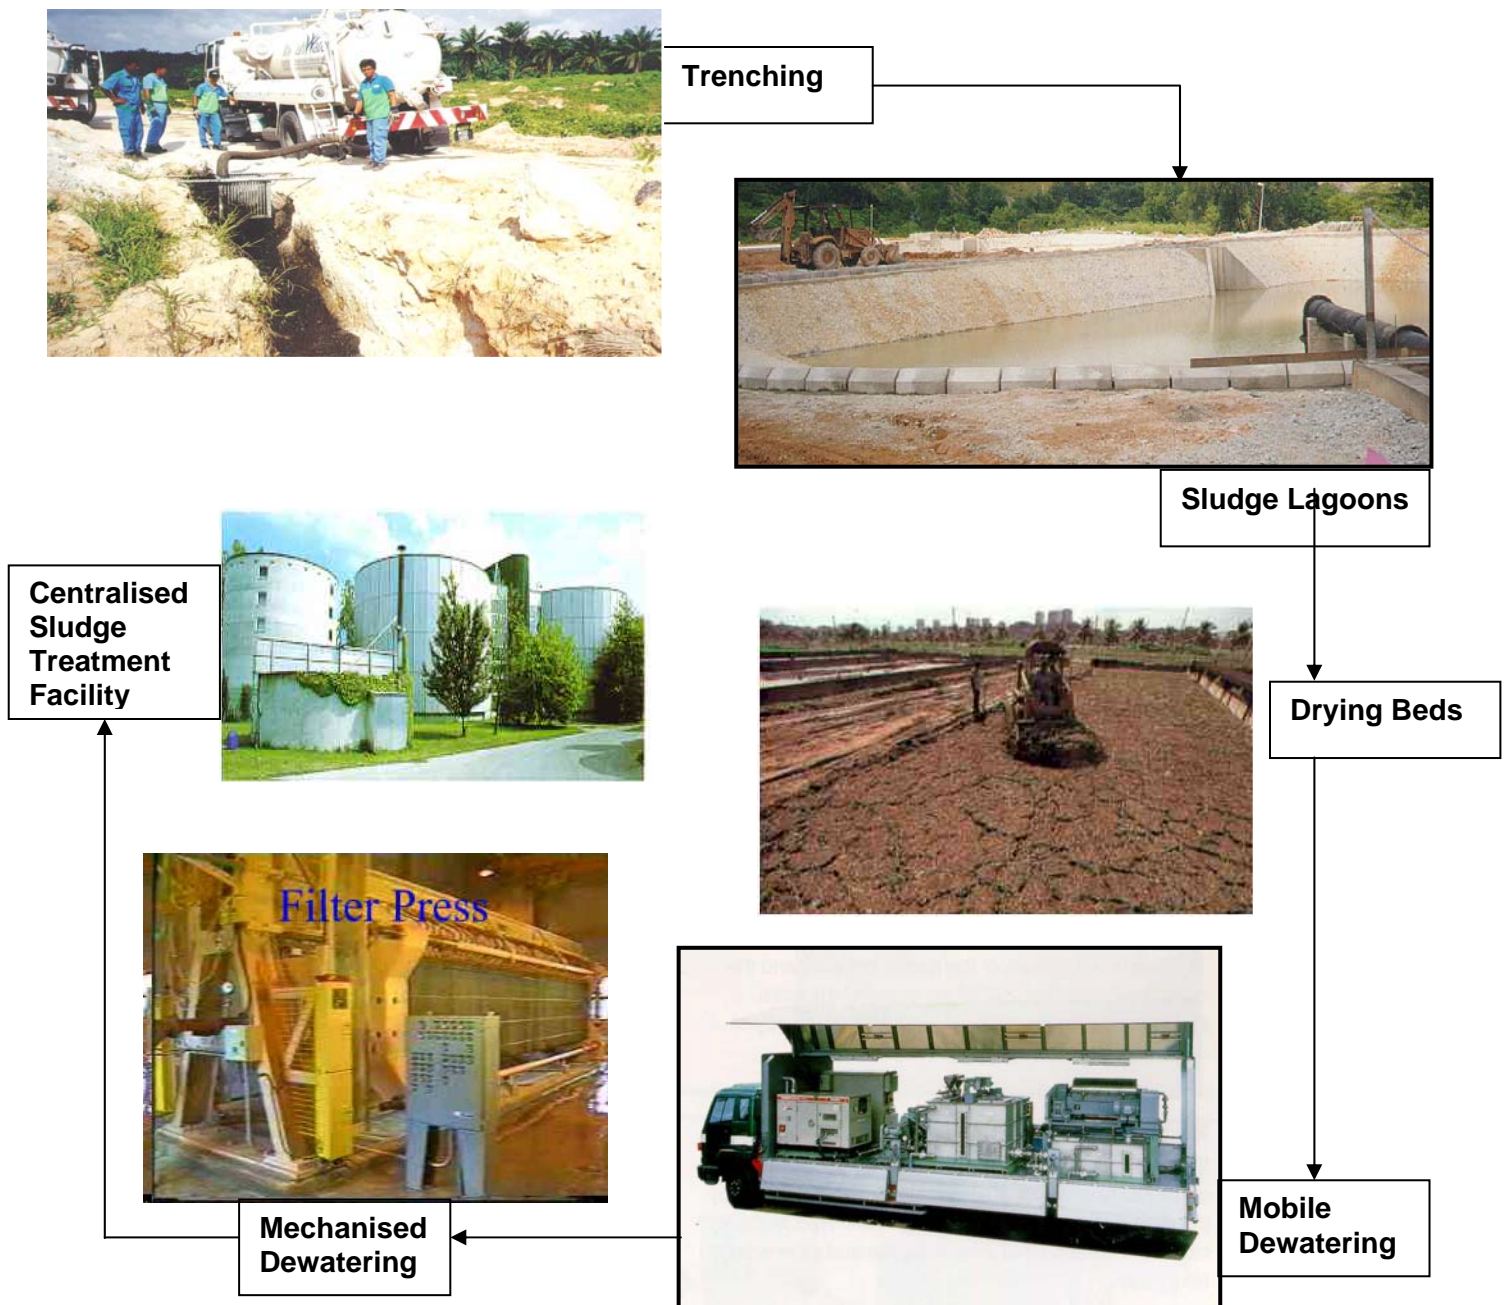 Trenching
Sludge Lagoons
Drying Beds
Mobile
Dewatering
Filter Press
Mechanised
Dewatering
Centralised
Sludge
Treatment
Facility